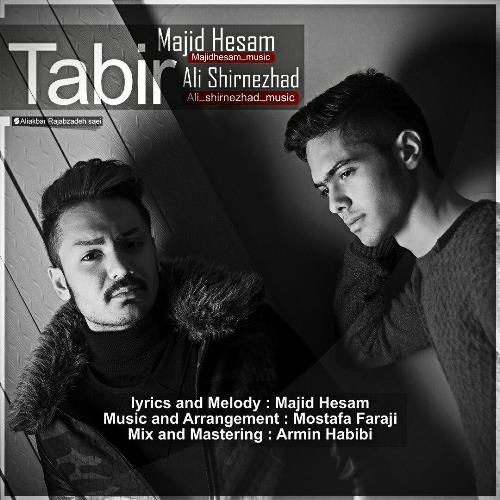 Tabir
Majid Hesam
Majidhesam_music
Ali Shirnezhad
Ali_shirnezhad_music
Aliakbar Rajabzadeh saei
lyrics and Melody : Majid Hesam
Music and Arrangement : Mostafa Faraji
Mix and Mastering : Armin Habibi